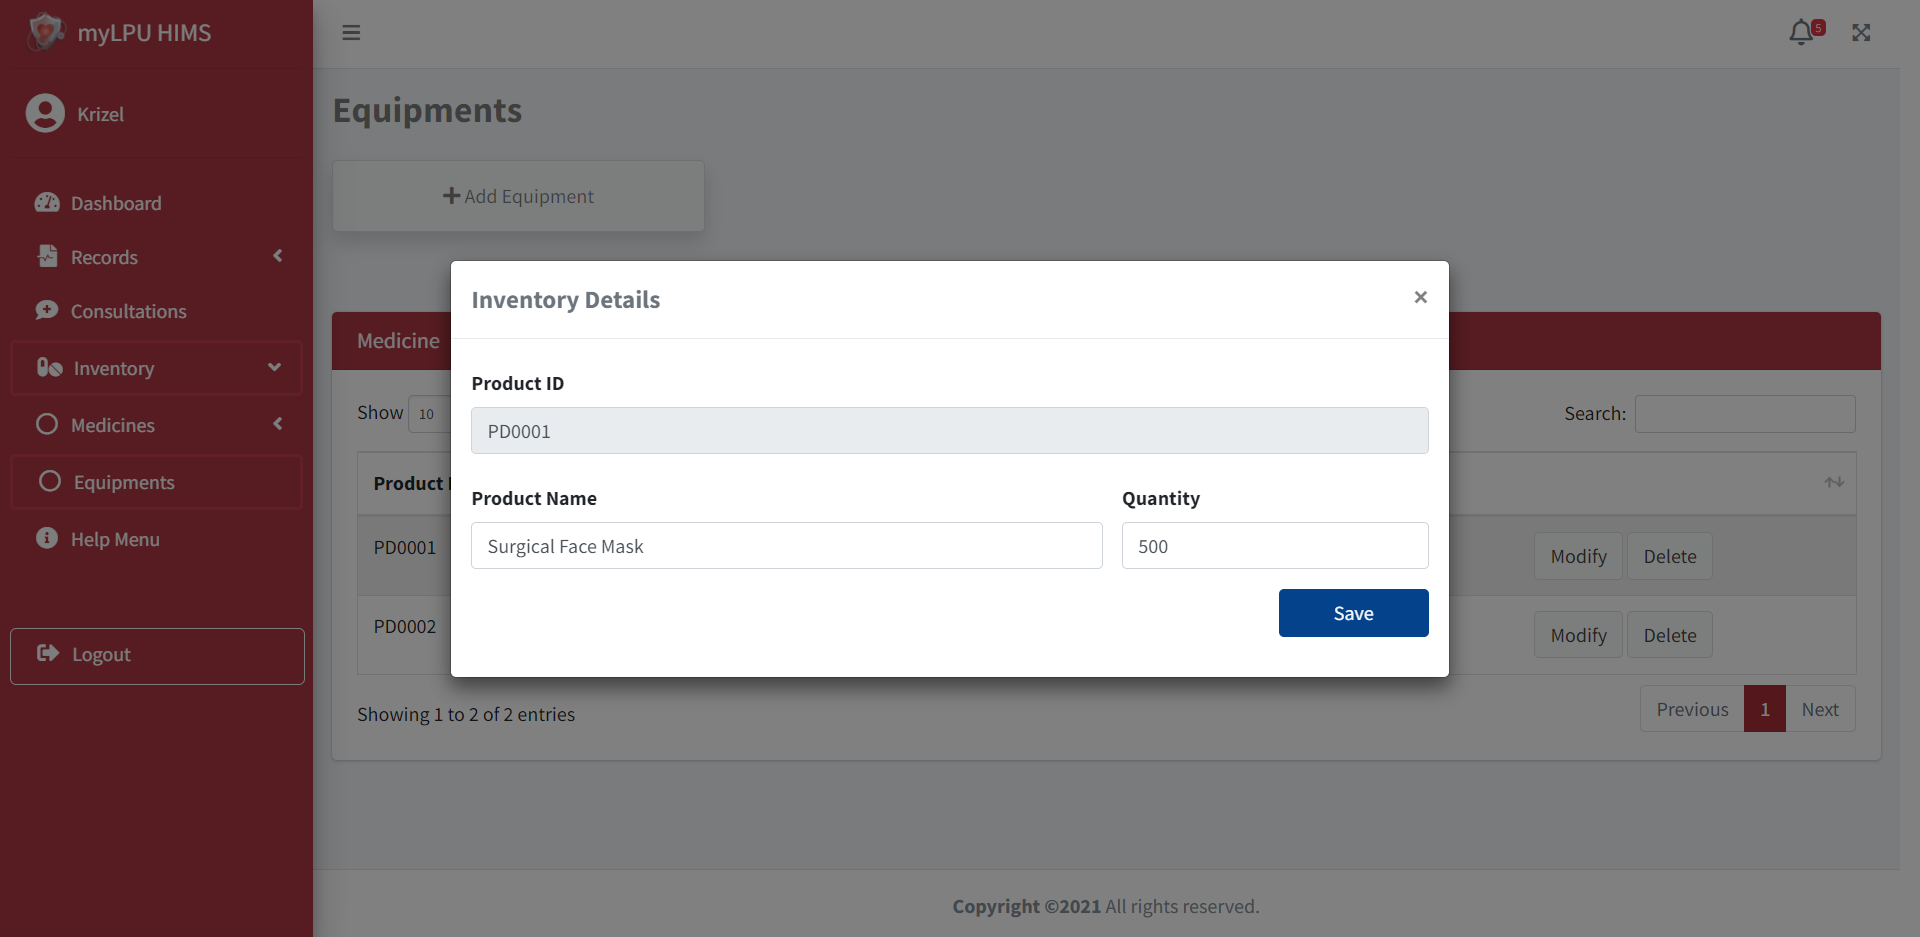 myLPU HIMS
5
Krizel
Equipments
Dashboard
Add Equipment
Records
Consultations
Inventory
Medicines
Equipments
Help Menu
Logout
Inventory Details
×
Medicine
Product ID
PD0001
Show 10
Search:
Product
Product Name
Quantity
Surgical Face Mask
500
PD0001
Modify
Delete
Save
PD0002
Modify
Delete
Showing 1 to 2 of 2 entries
Previous
1
Next
Copyright ©2021 All rights reserved.